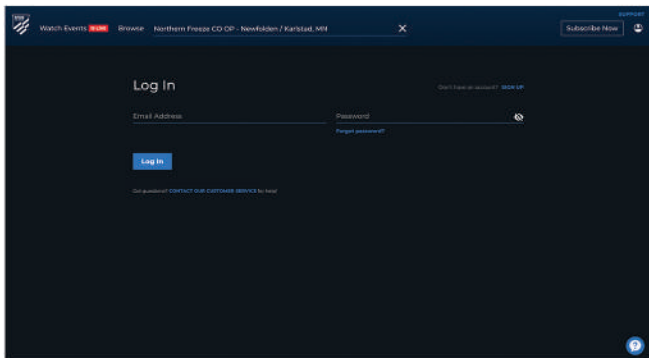 SUPPORT
Watch Events LIVE Browse Northern Freeze CO OP - Newfolden / Karlstad, MN Subscribe Now
Log In
Don't have an account? SIGN UP
Email Address Password
Forgot password?
Log In
Got questions? CONTACT OUR CUSTOMER SERVICE for help!
?